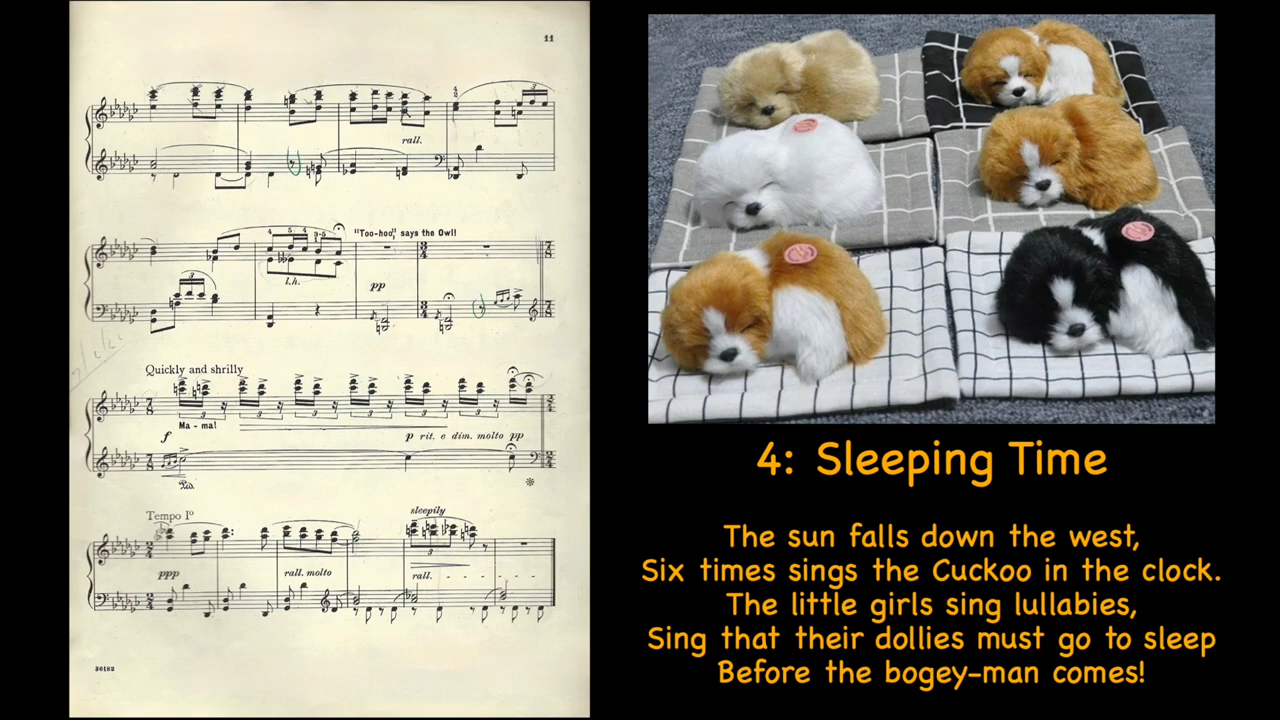 11
rall.
"Too-hoo", says the Owl!
l.h.
pp
Quickly and shrilly
Ma - ma!
f
p rit. e dim. molto pp
Tempo Iº
sleepily
ppp
rall. molto
rall.
36182
4: Sleeping Time
The sun falls down the west,
Six times sings the Cuckoo in the clock.
The little girls sing lullabies,
Sing that their dollies must go to sleep
Before the bogey-man comes!